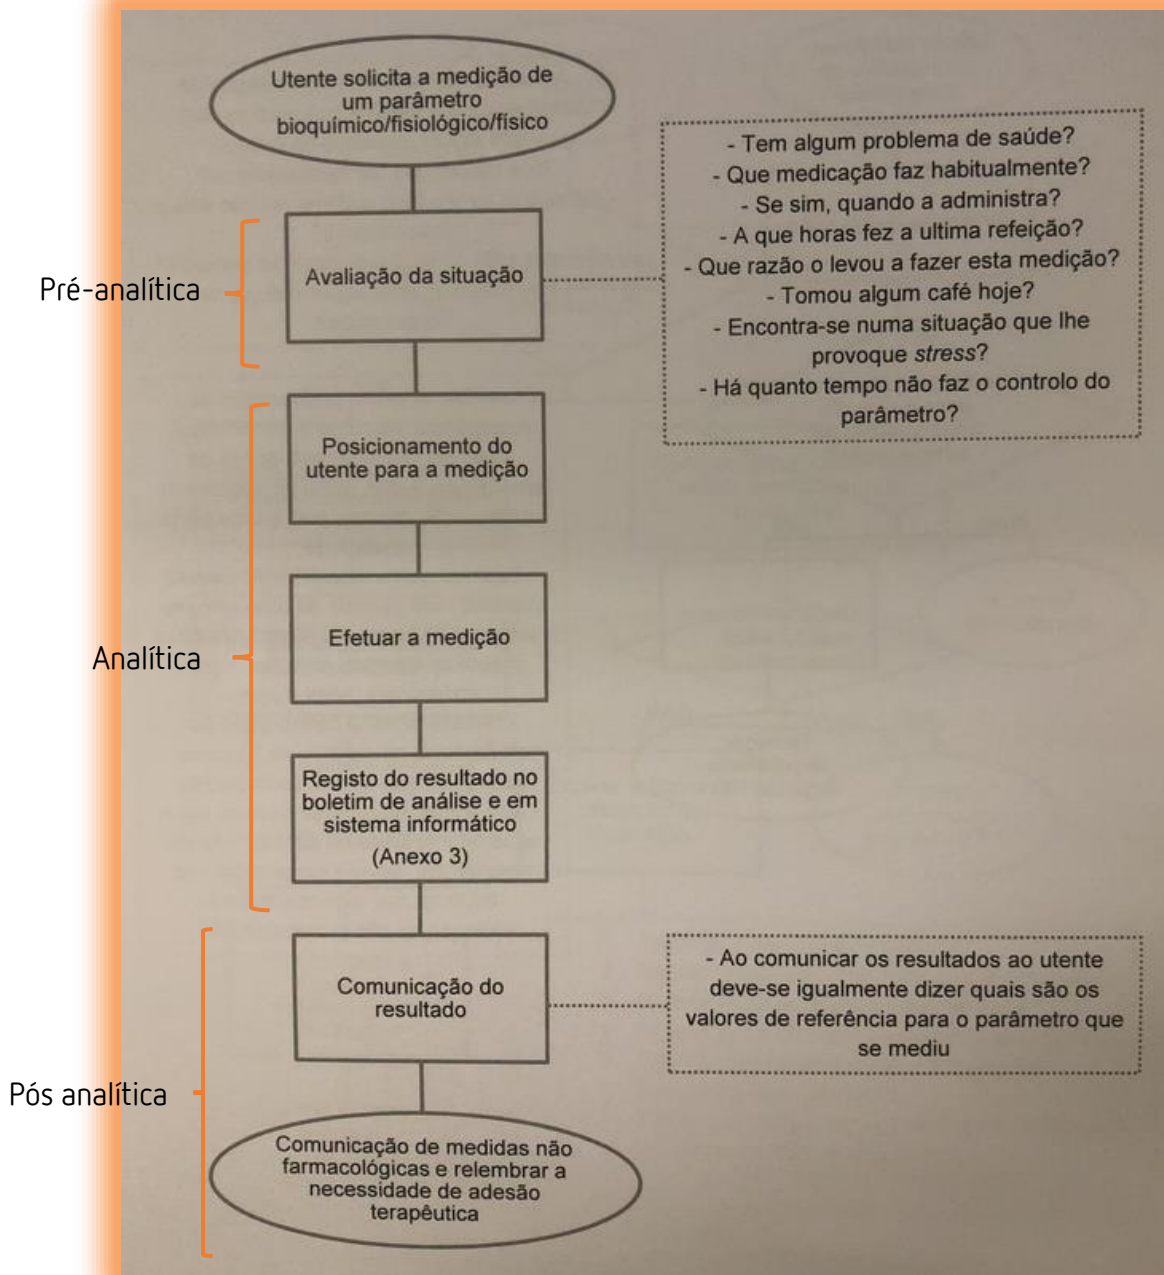 Utente solicita a medição de
um parâmetro
bioquímico/fisiológico/físico
- Tem algum problema de saúde?
- Que medicação faz habitualmente?
- Se sim, quando a administra?
- A que horas fez a ultima refeição?
- Que razão o levou a fazer esta medição?
- Tomou algum café hoje?
- Encontra-se numa situação que lhe
provoque stress?
- Há quanto tempo não faz o controlo do
parâmetro?
Pré-analítica
Avaliação da situação
Posicionamento do
utente para a medição
Analítica
Efetuar a medição
Registo do resultado no
boletim de análise e em
sistema informático
(Anexo 3)
Comunicação do
resultado
- Ao comunicar os resultados ao utente
deve-se igualmente dizer quais são os
valores de referência para o parâmetro que
se mediu
Pós analítica
Comunicação de medidas não
farmacológicas e relembrar a
necessidade de adesão
terapêutica